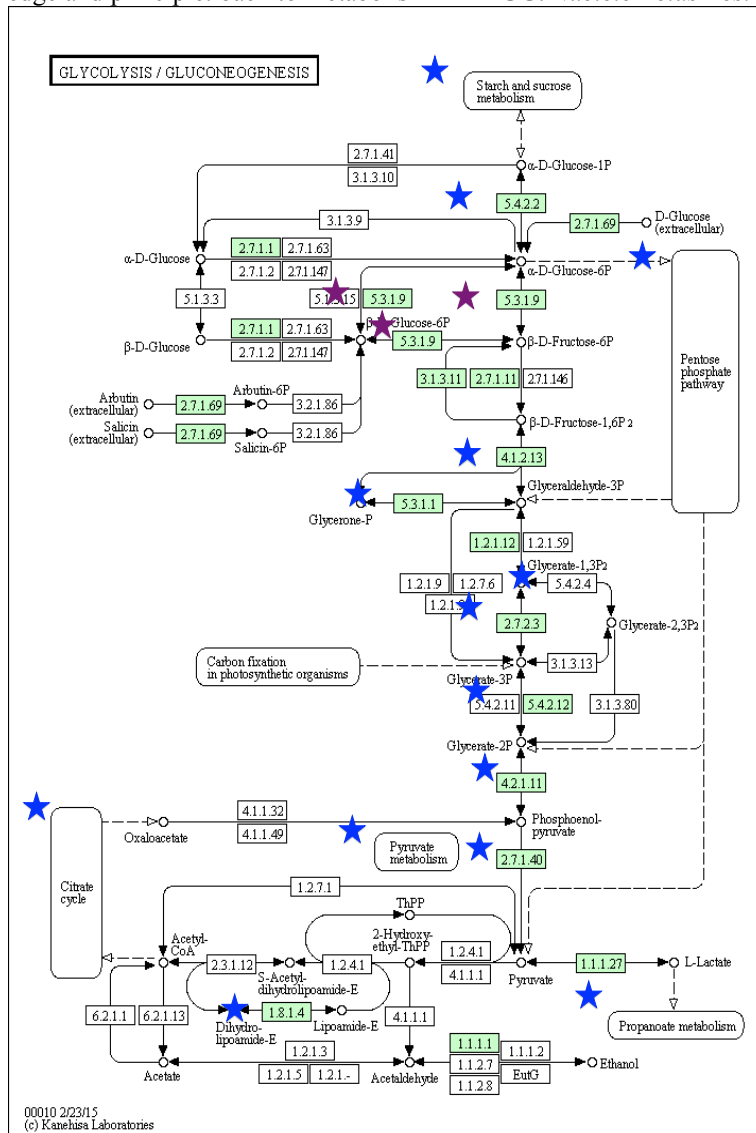 GLYCOLYSIS / GLUCONEOGENESIS
Starch and sucrose
metabolism
2.7.1.41
3.1.3.10
α-D-Glucose-1P
5.4.2.2
3.1.3.9
2.7.1.69
D-Glucose
(extracellular)
α-D-Glucose
2.7.1.1
2.7.1.63
2.7.1.2
2.7.1.147
α-D-Glucose-6P
5.1.3.3
5.3.1.9
5.3.1.9
β-D-Glucose
2.7.1.1
2.7.1.63
2.7.1.2
2.7.1.147
5.3.1.9
β-D-Fructose-6P
Pentose
phosphate
pathway
3.1.3.11
2.7.1.11
2.7.1.146
Arbutin
(extracellular)
2.7.1.69
Arbutin-6P
3.2.1.86
Salicin
(extracellular)
2.7.1.69
Salicin-6P
3.2.1.86
β-D-Fructose-1,6P2
4.1.2.13
Glyceraldehyde-3P
Glycerone-P
5.3.1.1
1.2.1.12
1.2.1.59
Glycerate-1,3P2
1.2.1.9
1.2.7.6
5.4.2.4
2.7.2.3
Glycerate-2,3P2
Carbon fixation
in photosynthetic organisms
3.1.3.13
Glycerate-3P
5.4.2.11
5.4.2.12
3.1.3.80
Glycerate-2P
4.2.1.11
Oxaloacetate
4.1.1.32
4.1.1.49
Phosphoenol-
pyruvate
Pyruvate
metabolism
2.7.1.40
Citrate
cycle
1.2.7.1
ThPP
Acetyl-
CoA
2-Hydroxy-
ethyl-ThPP
2.3.1.12
S-Acetyl-
dihydrolipoamide-E
1.2.4.1
1.2.4.1
4.1.1.1
Pyruvate
1.1.1.27
L-Lactate
6.2.1.1
6.2.1.13
Dihydro-
lipoamide-E
1.8.1.4
Lipoamide-E
4.1.1.1
Propanoate metabolism
Acetate
1.2.1.3
1.2.1.5
1.2.1.-
Acetaldehyde
1.1.1.1
1.1.1.2
1.1.2.7
EutG
1.1.2.8
Ethanol
00010 2/23/15
(c) Kanehisa Laboratories